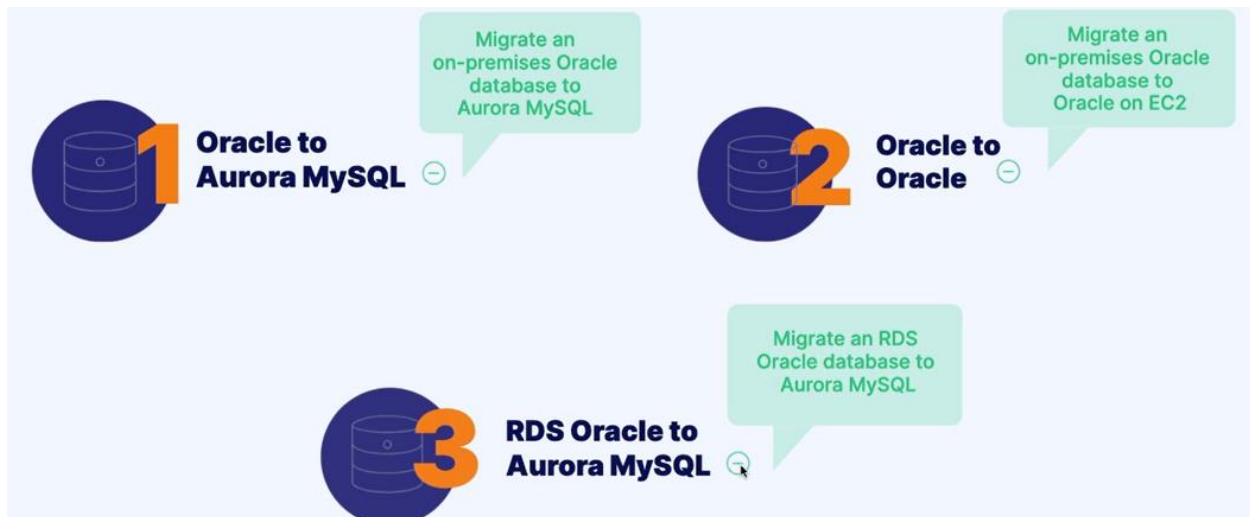 Migrate an
on-premises Oracle
database to
Aurora MySQL
1
Oracle to
Aurora MySQL
Migrate an
on-premises Oracle
database to
Oracle on EC2
2
Oracle to
Oracle
Migrate an RDS
Oracle database to
Aurora MySQL
3
RDS Oracle to
Aurora MySQL